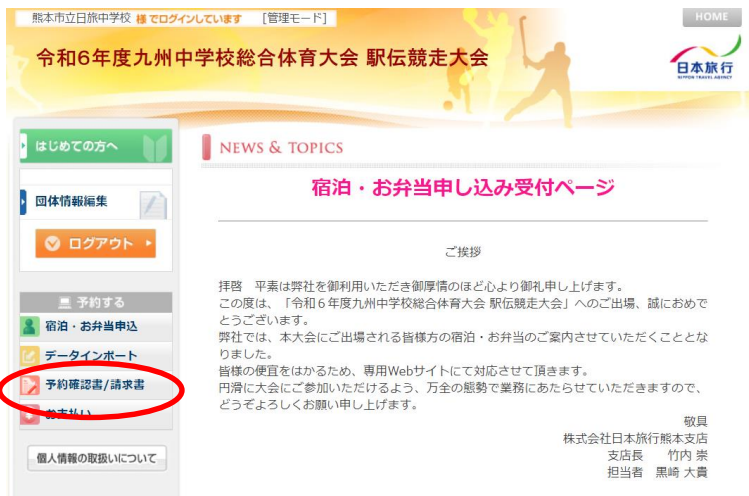 熊本市立日旅中学校 様 でログインしています [管理モード]
HOME
令和6年度九州中学校総合体育大会 駅伝競走大会
日本旅行
NIPPON TRAVEL AGENCY
はじめての方へ
NEWS & TOPICS
宿泊・お弁当申し込み受付ページ
団体情報編集
ログアウト
ご挨拶
拝啓 平素は弊社を御利用いただき御厚情のほど心より御礼申し上げます。
この度は、「令和6年度九州中学校総合体育大会 駅伝競走大会」へのご出場、誠におめで
とうございます。
弊社では、本大会にご出場される皆様方の宿泊・お弁当のご案内させていただくこととな
りました。
皆様の便宜をはかるため、専用Webサイトにて対応させて頂きます。
円滑に大会にご参加いただけるよう、万全の態勢で業務にあたらせていただきますので、
どうぞよろしくお願い申し上げます。
敬具
株式会社日本旅行熊本支店
支店長 竹内 崇
担当者 黒崎 大貴
予約する
宿泊・お弁当申込
データインポート
予約確認書/請求書
お支払い
個人情報の取扱いについて